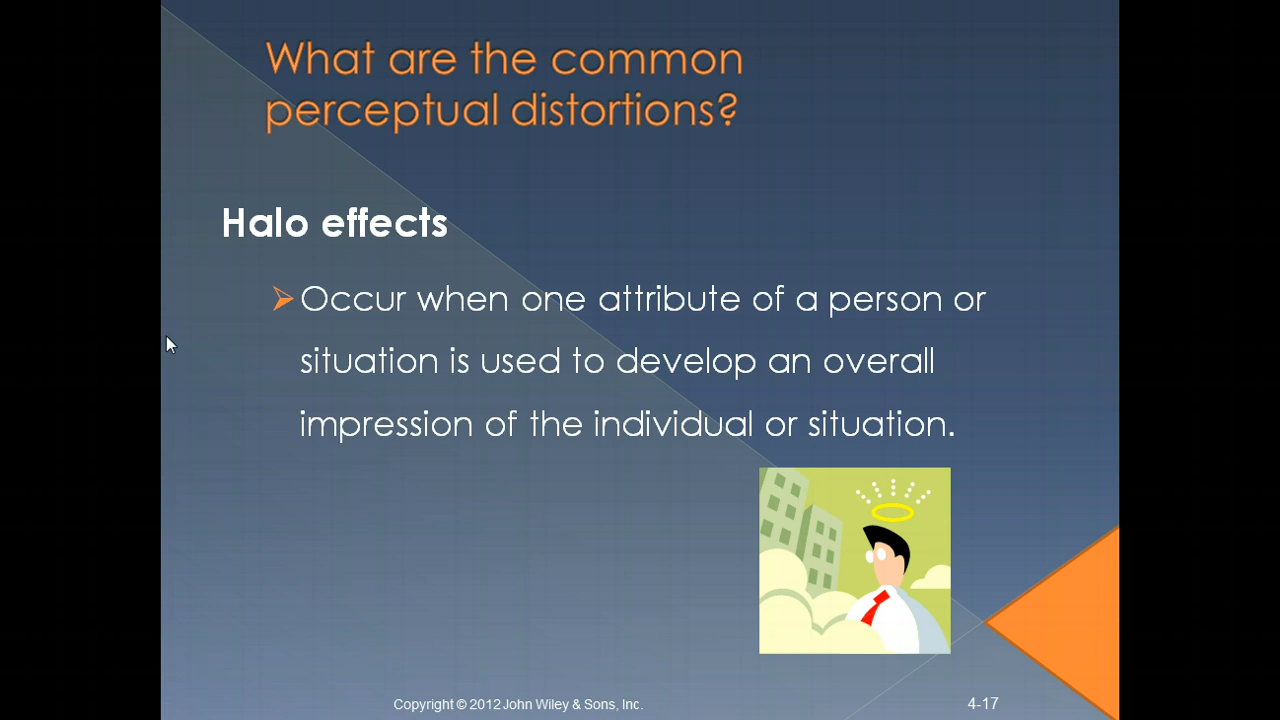 What are the common
perceptual distortions?
Halo effects
Occur when one attribute of a person or
situation is used to develop an overall
impression of the individual or situation.
Copyright © 2012 John Wiley & Sons, Inc.
4-17